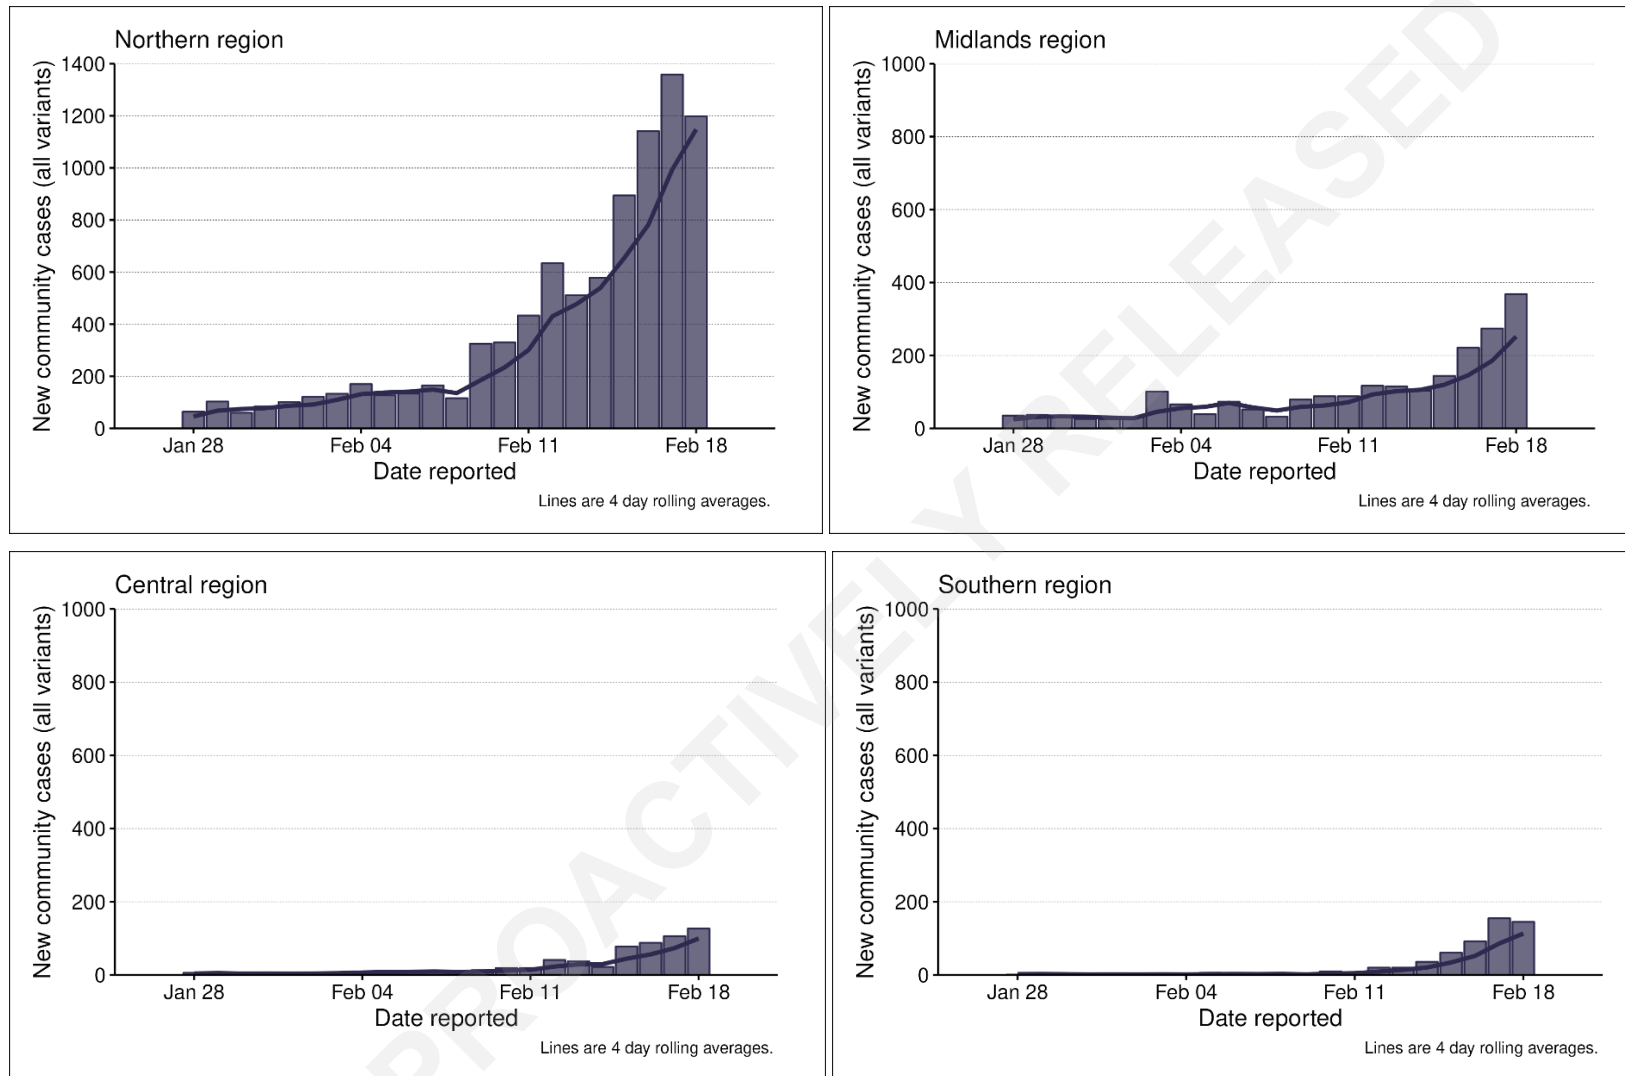 Northern region
New community cases (all variants)
1400
1200
1000
800
600
400
200
0
Jan 28 Feb 04 Feb 11 Feb 18
Date reported
Lines are 4 day rolling averages.
Midlands region
New community cases (all variants)
1000
800
600
400
200
0
Jan 28 Feb 04 Feb 11 Feb 18
Date reported
Lines are 4 day rolling averages.
Central region
New community cases (all variants)
1000
800
600
400
200
0
Jan 28 Feb 04 Feb 11 Feb 18
Date reported
Lines are 4 day rolling averages.
Southern region
New community cases (all variants)
1000
800
600
400
200
0
Jan 28 Feb 04 Feb 11 Feb 18
Date reported
Lines are 4 day rolling averages.
PROACTIVELY RELEASED